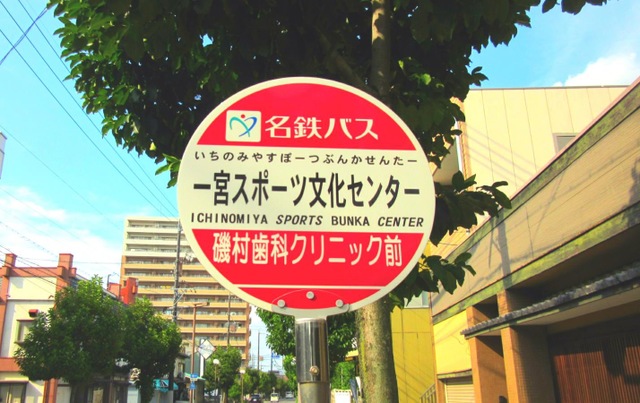 名鉄バス
いちのみやすぽーつぶんかせんたー
一宮スポーツ文化センター
ICHINOMIYA SPORTS BUNKA CENTER
磯村歯科クリニック前